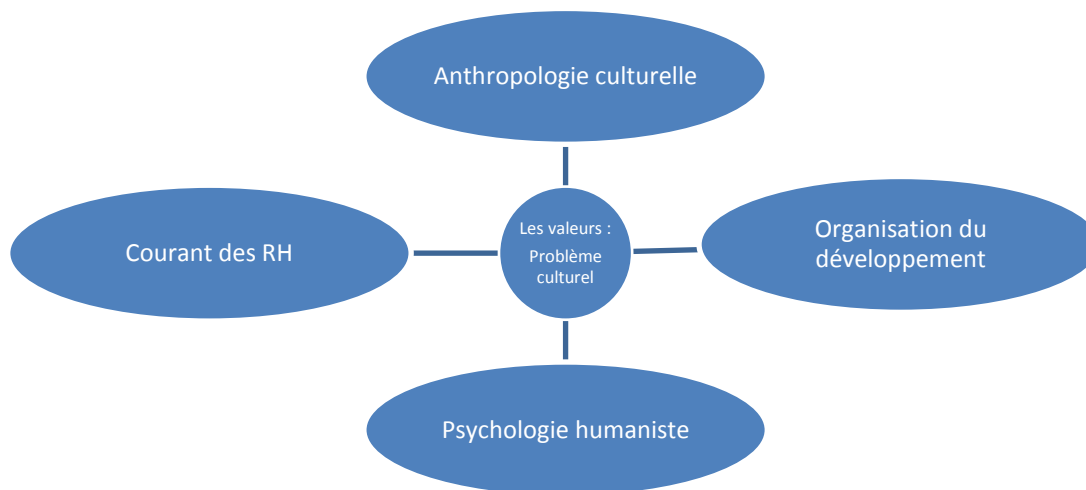 Anthropologie culturelle
Courant des RH
Les valeurs :
Problème
culturel
Organisation du
développement
Psychologie humaniste